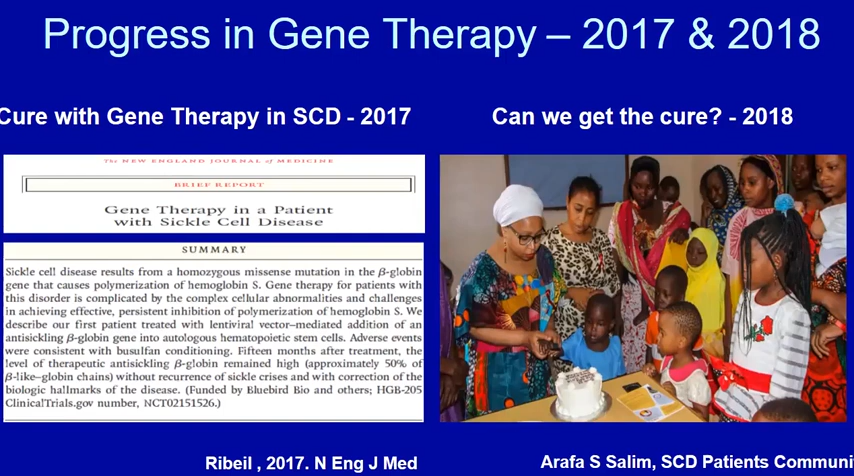 Progress in Gene Therapy – 2017 & 2018
Cure with Gene Therapy in SCD - 2017
Can we get the cure? - 2018
The NEW ENGLAND JOURNAL of MEDICINE
BRIEF REPORT
Gene Therapy in a Patient
with Sickle Cell Disease
SUMMARY
Sickle cell disease results from a homozygous missense mutation in the β-globin
gene that causes polymerization of hemoglobin S. Gene therapy for patients with
this disorder is complicated by the complex cellular abnormalities and challenges
in achieving effective, persistent inhibition of polymerization of hemoglobin S. We
describe our first patient treated with lentiviral vector–mediated addition of an
antisickling β-globin gene into autologous hematopoietic stem cells. Adverse events
were consistent with busulfan conditioning. Fifteen months after treatment, the
level of therapeutic antisickling β-globin remained high (approximately 50% of
β-like–globin chains) without recurrence of sickle crises and with correction of the
biologic hallmarks of the disease. (Funded by Bluebird Bio and others; HGB-205
ClinicalTrials.gov number, NCT02151526.)
Ribeil , 2017. N Eng J Med
Arafa S Salim, SCD Patients Communi